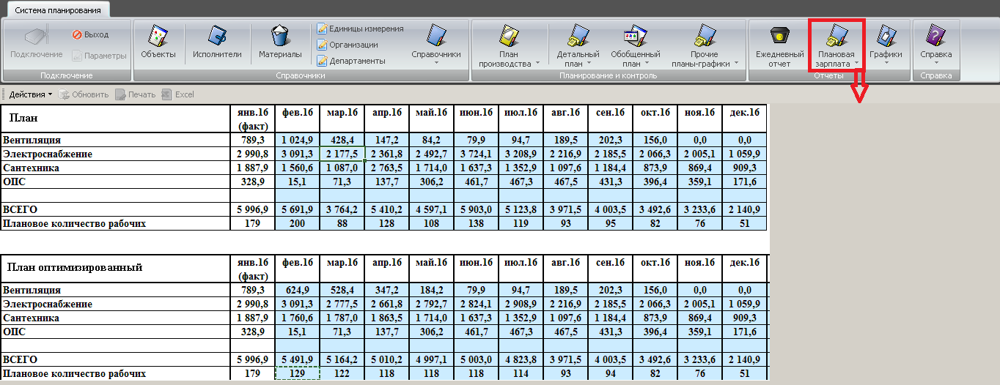 Система планирования
Подключение
Выход
Параметры
Подключение
Объекты
Исполнители
Материалы
Единицы измерения
Организации
Департаменты
Справочники
Справочники
План производства
Детальный план
Обобщенный план
Прочие планы-графики
Планирование и контроль
Ежедневный отчет
Плановая зарплата
Графики
Отчеты
Справка
Справка
Действия Обновить Печать Excel
План янв.16 (факт) фев.16 мар.16 апр.16 май.16 июн.16 июл.16 авг.16 сен.16 окт.16 ноя.16 дек.16
Вентиляция 789,3 1 024,9 428,4 147,2 84,2 79,9 94,7 189,5 202,3 156,0 0,0 0,0
Электроснабжение 2 990,8 3 091,3 2 177,5 2 361,8 2 492,7 3 724,1 3 208,9 2 216,9 2 185,5 2 066,3 2 005,1 1 059,9
Сантехника 1 887,9 1 560,6 1 087,0 2 763,5 1 714,0 1 637,3 1 352,9 1 097,6 1 184,4 873,9 869,4 909,3
ОПС 328,9 15,1 71,3 137,7 306,2 461,7 467,3 467,5 431,3 396,4 359,1 171,6
ВСЕГО 5 996,9 5 691,9 3 764,2 5 410,2 4 597,1 5 903,0 5 123,8 3 971,5 4 003,5 3 492,6 3 233,6 2 140,9
Плановое количество рабочих 179 200 88 128 108 138 119 93 95 82 76 51
План оптимизированный янв.16 (факт) фев.16 мар.16 апр.16 май.16 июн.16 июл.16 авг.16 сен.16 окт.16 ноя.16 дек.16
Вентиляция 789,3 624,9 528,4 347,2 184,2 79,9 94,7 189,5 202,3 156,0 0,0 0,0
Электроснабжение 2 990,8 3 091,3 2 777,5 2 661,8 2 792,7 2 824,1 2 908,9 2 216,9 2 185,5 2 066,3 2 005,1 1 059,9
Сантехника 1 887,9 1 760,6 1 787,0 1 863,5 1 714,0 1 637,3 1 352,9 1 097,6 1 184,4 873,9 869,4 909,3
ОПС 328,9 15,1 71,3 137,7 306,2 461,7 467,3 467,5 431,3 396,4 359,1 171,6
ВСЕГО 5 996,9 5 491,9 5 164,2 5 010,2 4 997,1 5 003,0 4 823,8 3 971,5 4 003,5 3 492,6 3 233,6 2 140,9
Плановое количество рабочих 179 129 122 118 118 118 114 93 94 82 76 51